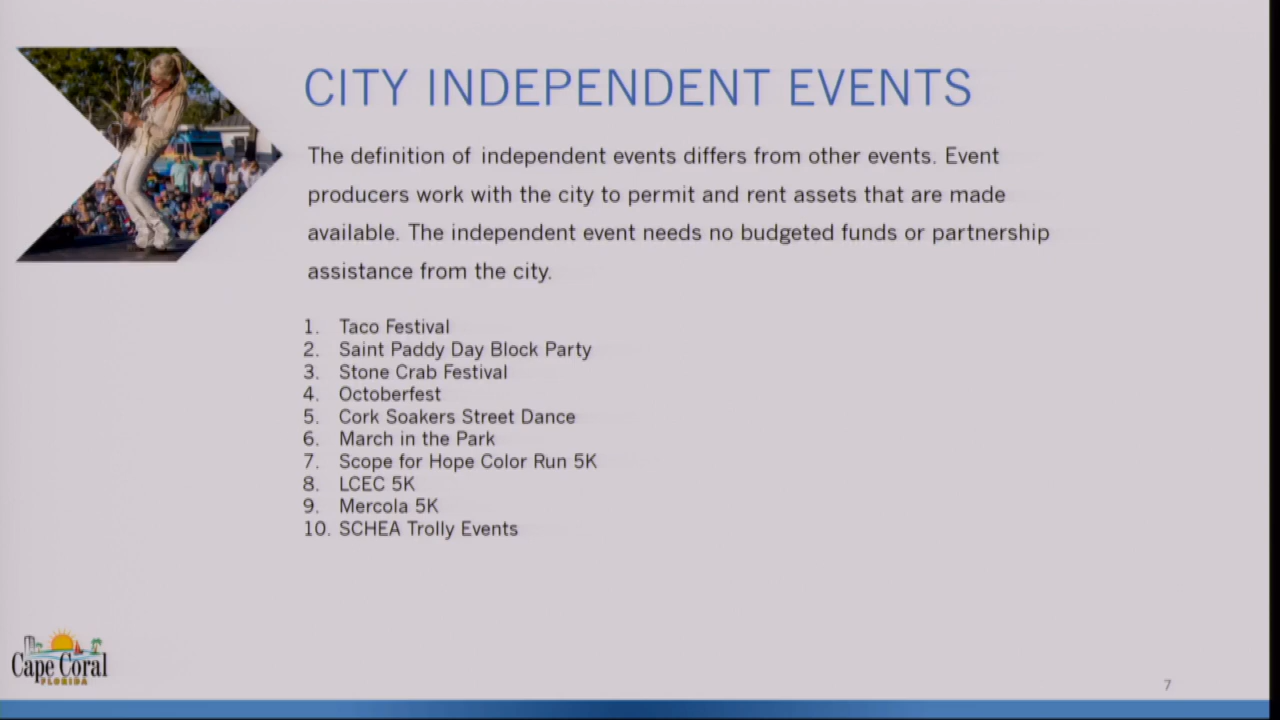 CITY INDEPENDENT EVENTS
The definition of independent events differs from other events. Event
producers work with the city to permit and rent assets that are made
available. The independent event needs no budgeted funds or partnership
assistance from the city.
1. Taco Festival
2. Saint Paddy Day Block Party
3. Stone Crab Festival
4. Octoberfest
5. Cork Soakers Street Dance
6. March in the Park
7. Scope for Hope Color Run 5K
8. LCEC 5K
9. Mercola 5K
10. SCHEA Trolly Events
Cape Coral
FLORIDA
7